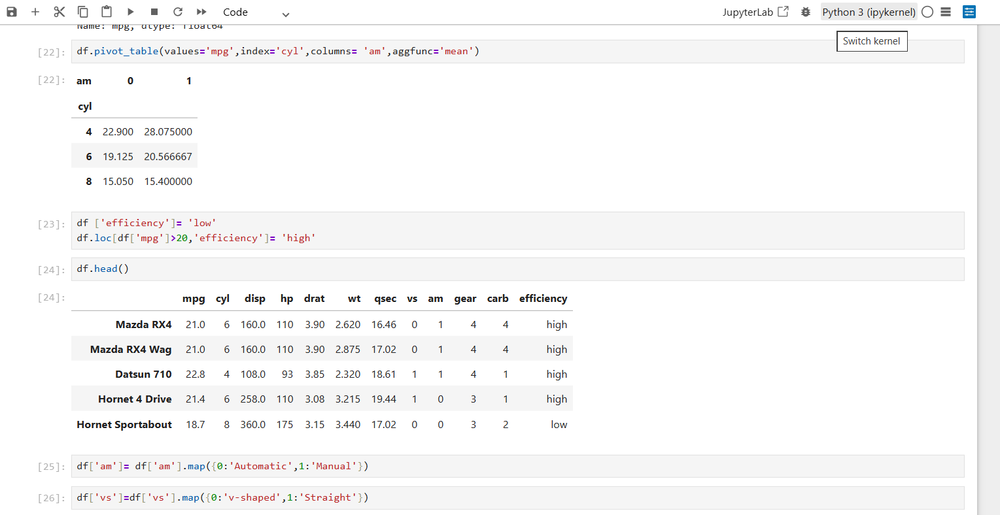 Code JupyterLab Python 3 (ipykernel)
Name: mpg, dtype: float64
Switch kernel
[22]: df.pivot_table(values='mpg',index='cyl',columns= 'am',aggfunc='mean')
[22]: am 0 1
cyl
4 22.900 28.075000
6 19.125 20.566667
8 15.050 15.400000
[23]: df ['efficiency']= 'low'
df.loc[df['mpg']>20,'efficiency']= 'high'
[24]: df.head()
[24]: mpg cyl disp hp drat wt qsec vs am gear carb efficiency
Mazda RX4 21.0 6 160.0 110 3.90 2.620 16.46 0 1 4 4 high
Mazda RX4 Wag 21.0 6 160.0 110 3.90 2.875 17.02 0 1 4 4 high
Datsun 710 22.8 4 108.0 93 3.85 2.320 18.61 1 1 4 1 high
Hornet 4 Drive 21.4 6 258.0 110 3.08 3.215 19.44 1 0 3 1 high
Hornet Sportabout 18.7 8 360.0 175 3.15 3.440 17.02 0 0 3 2 low
[25]: df['am']= df['am'].map({0:'Automatic',1:'Manual'})
[26]: df['vs']=df['vs'].map({0:'v-shaped',1:'Straight'})